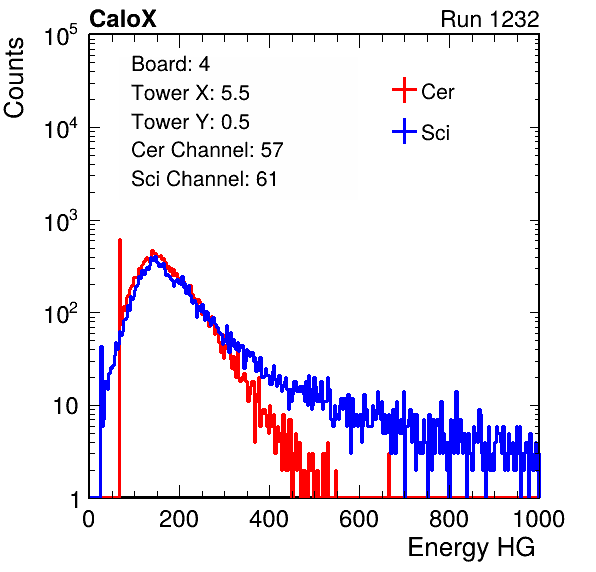 CaloX Run 1232
Counts
10^5
10^4
10^3
10^2
10
1
Board: 4
Tower X: 5.5
Tower Y: 0.5
Cer Channel: 57
Sci Channel: 61
Cer
Sci
0 200 400 600 800 1000
Energy HG